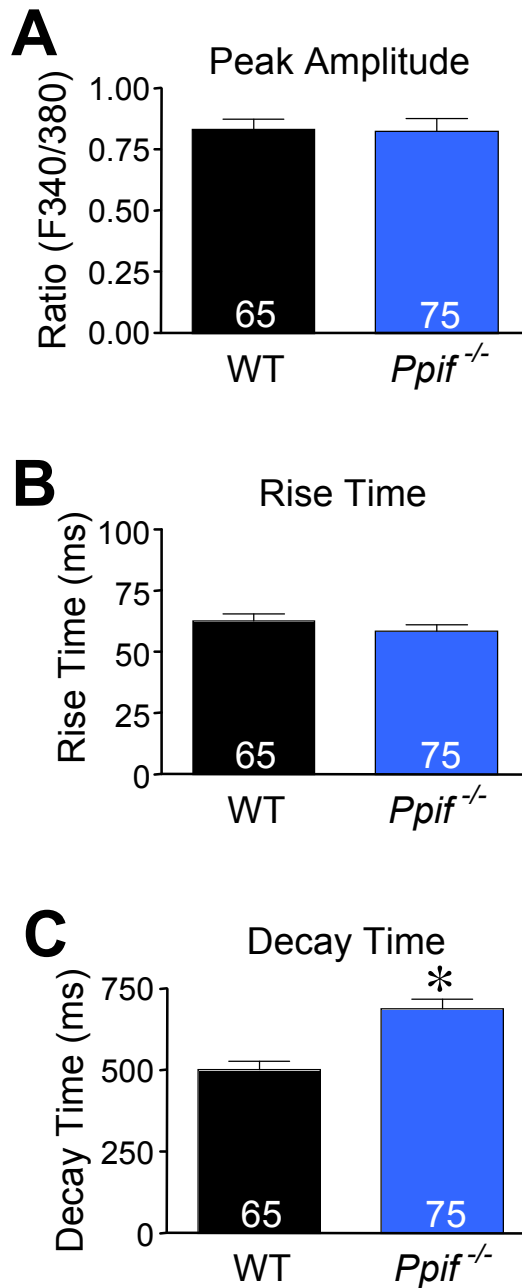 A
Peak Amplitude
Ratio (F340/380)
1.00
0.75
0.50
0.25
0.00
65
75
WT
Ppif -/-
B
Rise Time
Rise Time (ms)
100
75
50
25
0
65
75
WT
Ppif -/-
C
Decay Time
*
Decay Time (ms)
750
500
250
0
65
75
WT
Ppif -/-